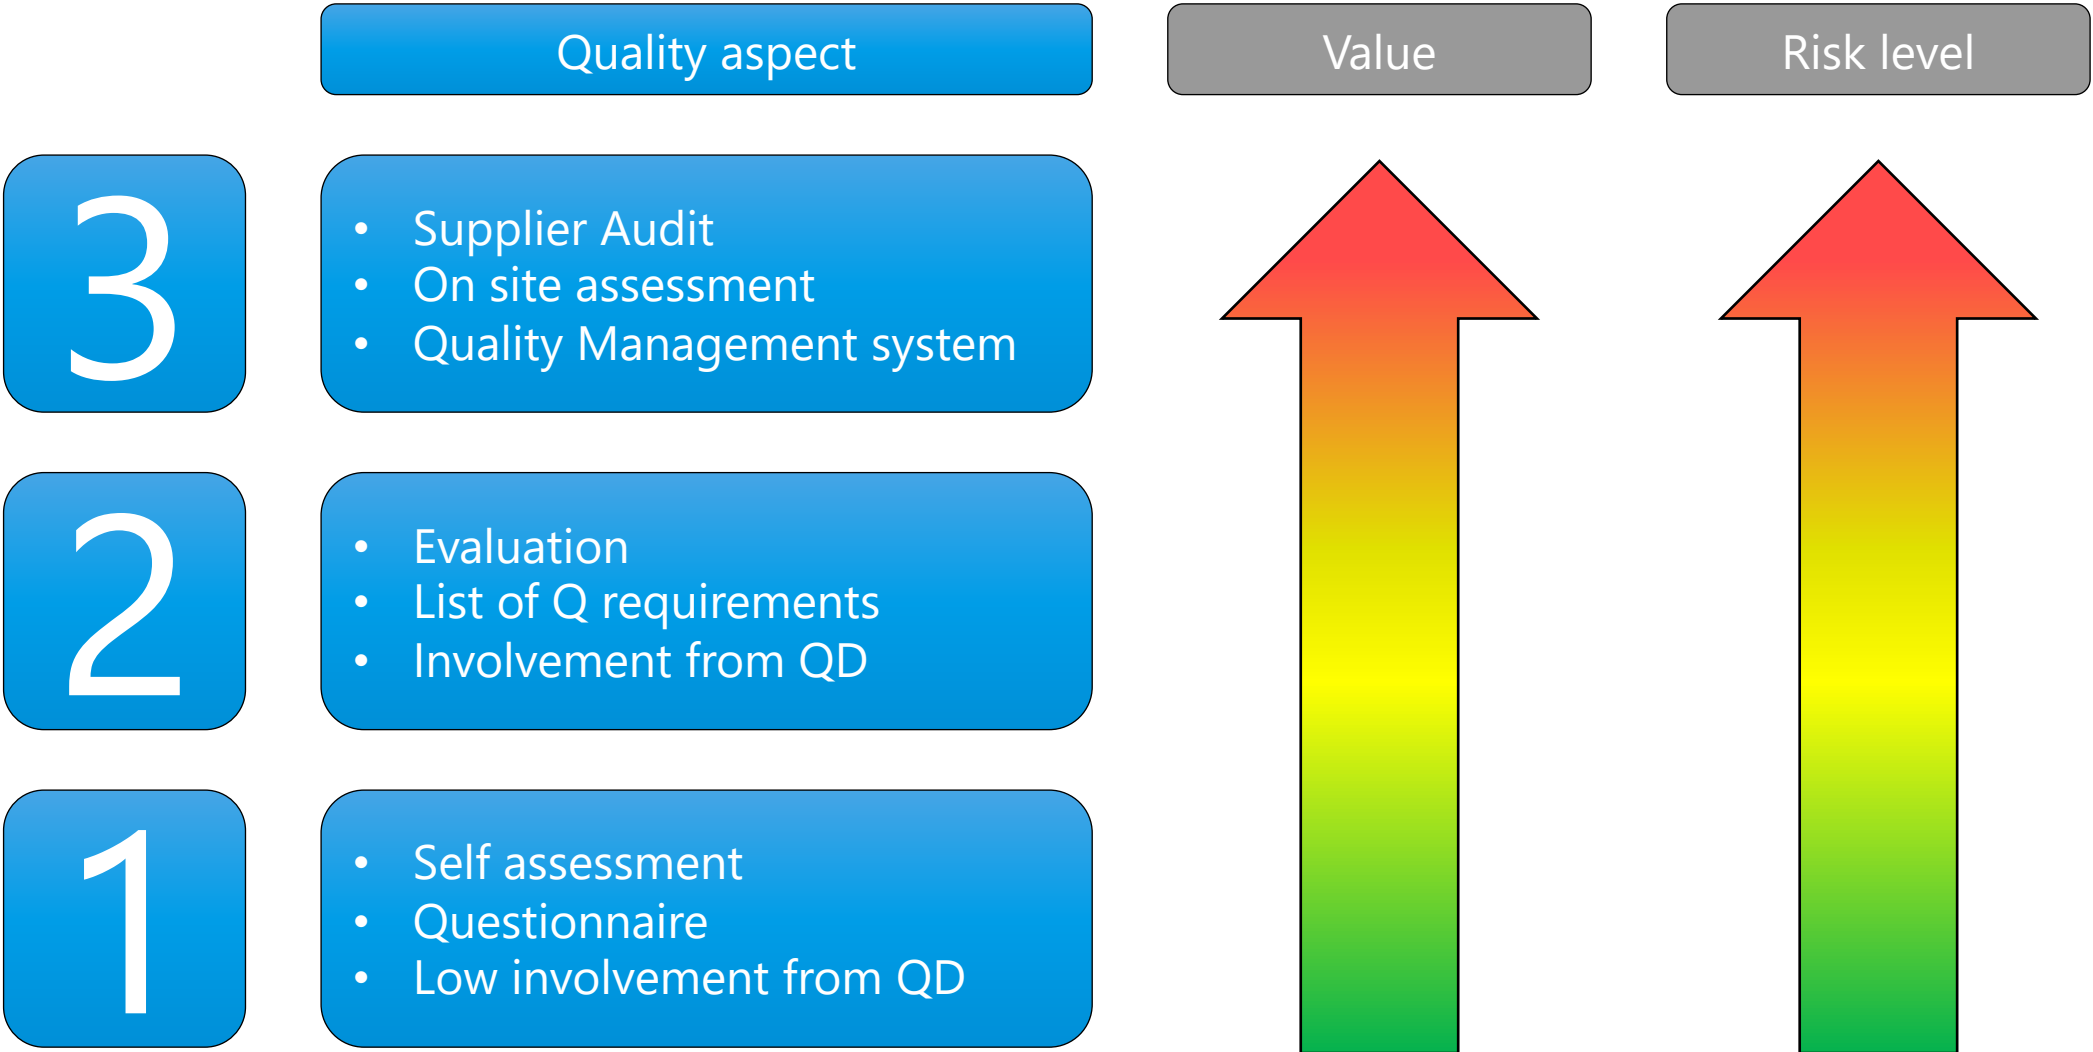 Quality aspect
Value
Risk level
3
• Supplier Audit
• On site assessment
• Quality Management system
2
• Evaluation
• List of Q requirements
• Involvement from QD
1
• Self assessment
• Questionnaire
• Low involvement from QD